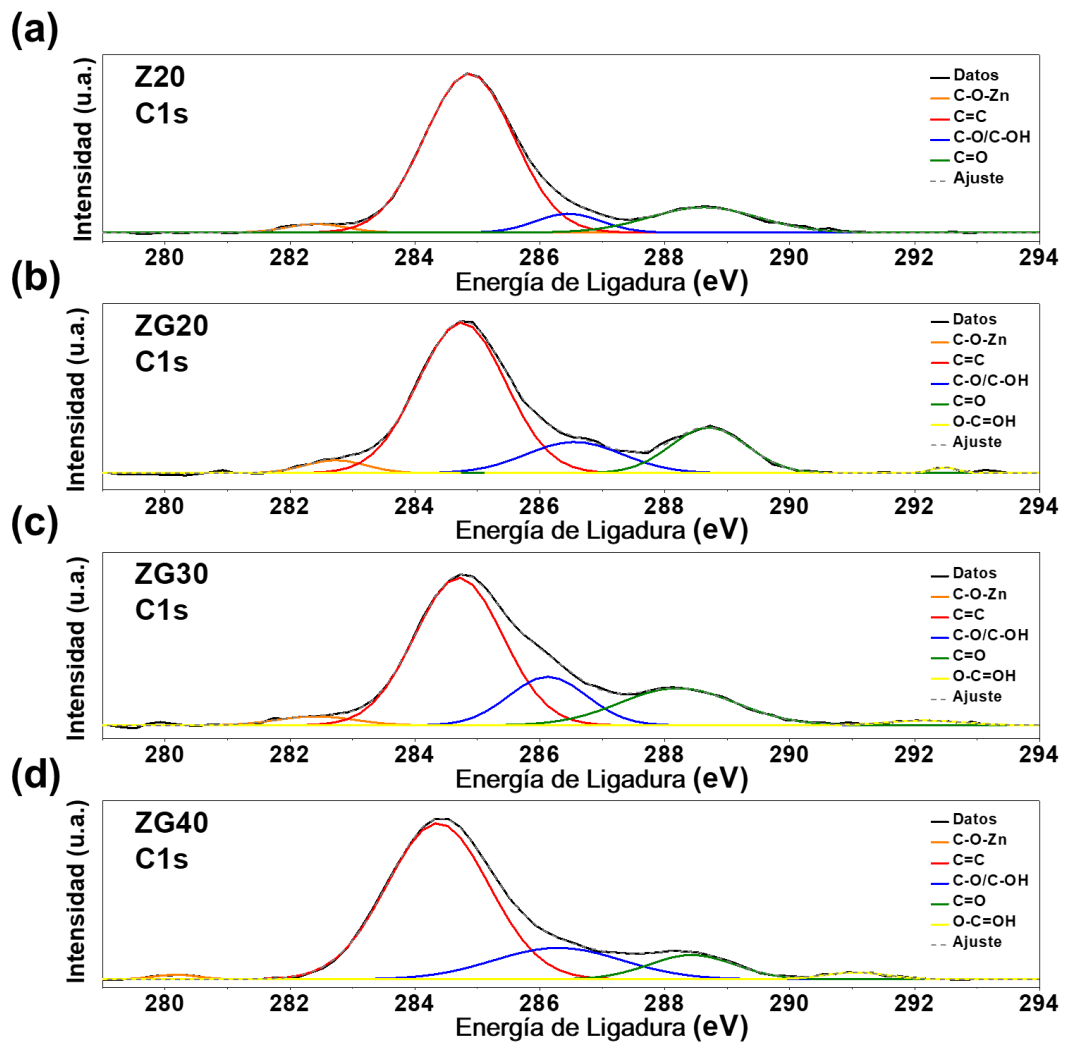 (a)
Z20
C1s
Datos
C-O-Zn
C=C
C-O/C-OH
C=O
Ajuste
Intensidad (u.a.)
280 282 284 286 288 290 292 294
Energía de Ligadura (eV)
(b)
ZG20
C1s
Datos
C-O-Zn
C=C
C-O/C-OH
C=O
O-C=OH
Ajuste
Intensidad (u.a.)
280 282 284 286 288 290 292 294
Energía de Ligadura (eV)
(c)
ZG30
C1s
Datos
C-O-Zn
C=C
C-O/C-OH
C=O
O-C=OH
Ajuste
Intensidad (u.a.)
280 282 284 286 288 290 292 294
Energía de Ligadura (eV)
(d)
ZG40
C1s
Datos
C-O-Zn
C=C
C-O/C-OH
C=O
O-C=OH
Ajuste
Intensidad (u.a.)
280 282 284 286 288 290 292 294
Energía de Ligadura (eV)